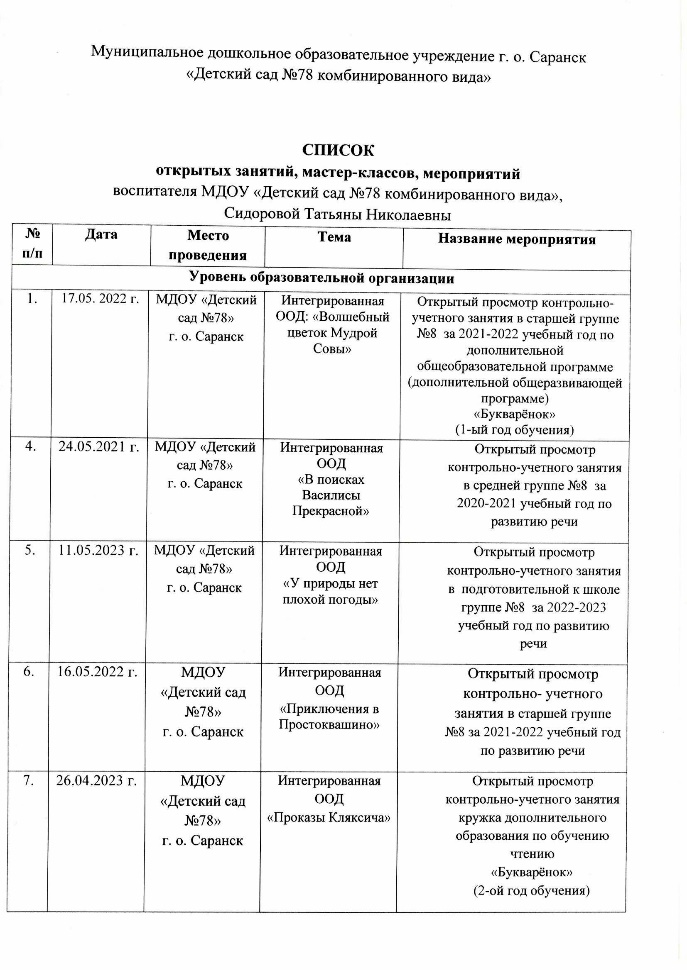 Муниципальное дошкольное образовательное учреждение г. о. Саранск
«Детский сад №78 комбинированного вида»
СПИСОК
открытых занятий, мастер-классов, мероприятий
воспитателя МДОУ «Детский сад №78 комбинированного вида»,
Сидоровой Татьяны Николаевны
№
п/п
Дата
Место
проведения
Тема
Название мероприятия
Уровень образовательной организации
1.
17.05. 2022 г.
МДОУ «Детский
сад №78»
г. о. Саранск
Интегрированная
ООД: «Волшебный
цветок Мудрой
Совы»
Открытый просмотр контрольно-
учетного занятия в старшей группе
№8 за 2021-2022 учебный год по
дополнительной
общеобразовательной программе
(дополнительной общеразвивающей
программе)
«Букварёнок»
(1-ый год обучения)
4.
24.05.2021 г.
МДОУ «Детский
сад №78»
г. о. Саранск
Интегрированная
ООД
«В поисках
Василисы
Прекрасной»
Открытый просмотр
контрольно-учетного занятия
в средней группе №8 за
2020-2021 учебный год по
развитию речи
5.
11.05.2023 г.
МДОУ «Детский
сад №78»
г. о. Саранск
Интегрированная
ООД
«У природы нет
плохой погоды»
Открытый просмотр
контрольно-учетного занятия
в подготовительной к школе
группе №8 за 2022-2023
учебный год по развитию
речи
6.
16.05.2022 г.
МДОУ
«Детский сад
№78»
г. о. Саранск
Интегрированная
ООД
«Приключения в
Простоквашино»
Открытый просмотр
контрольно- учетного
занятия в старшей группе
№8 за 2021-2022 учебный год
по развитию речи
7.
26.04.2023 г.
МДОУ
«Детский сад
№78»
г. о. Саранск
Интегрированная
ООД
«Проказы Кляксича»
Открытый просмотр
контрольно-учетного занятия
кружка дополнительного
образования по обучению
чтению
«Букварёнок»
(2-ой год обучения)